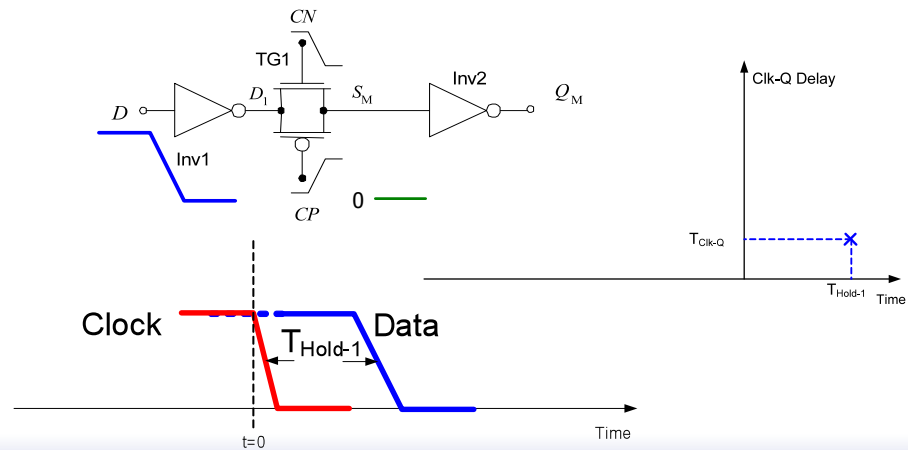 CN
TG1
Inv2
D
D1
SM
QM
Inv1
CP
0
Clk-Q Delay
TClk-Q
THold-1
Time
Clock
Data
THold-1
t=0
Time